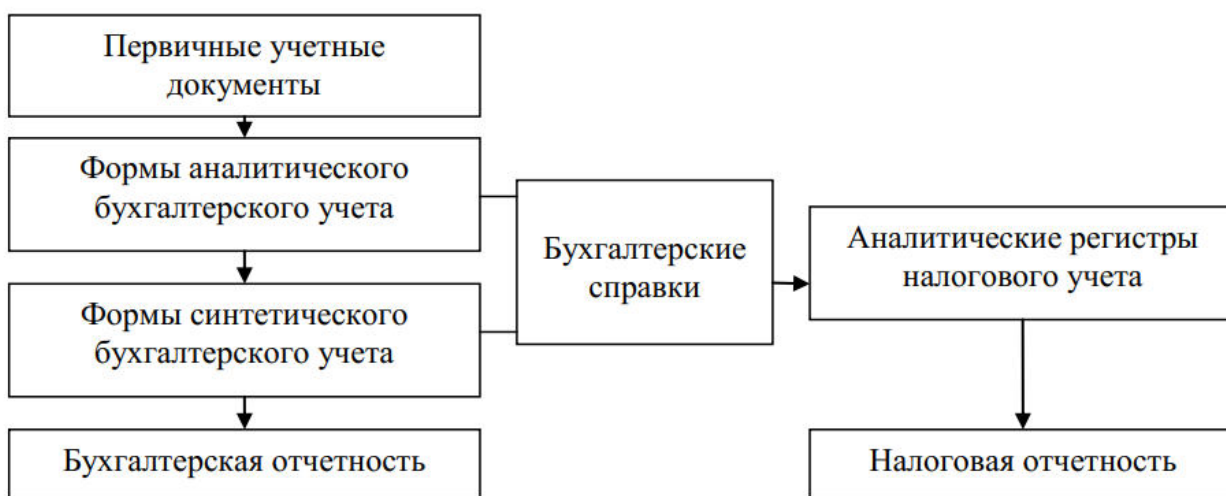 Первичные учетные
документы
Формы аналитического
бухгалтерского учета
Формы синтетического
бухгалтерского учета
Бухгалтерская отчетность
Бухгалтерские
справки
Аналитические регистры
налогового учета
Налоговая отчетность